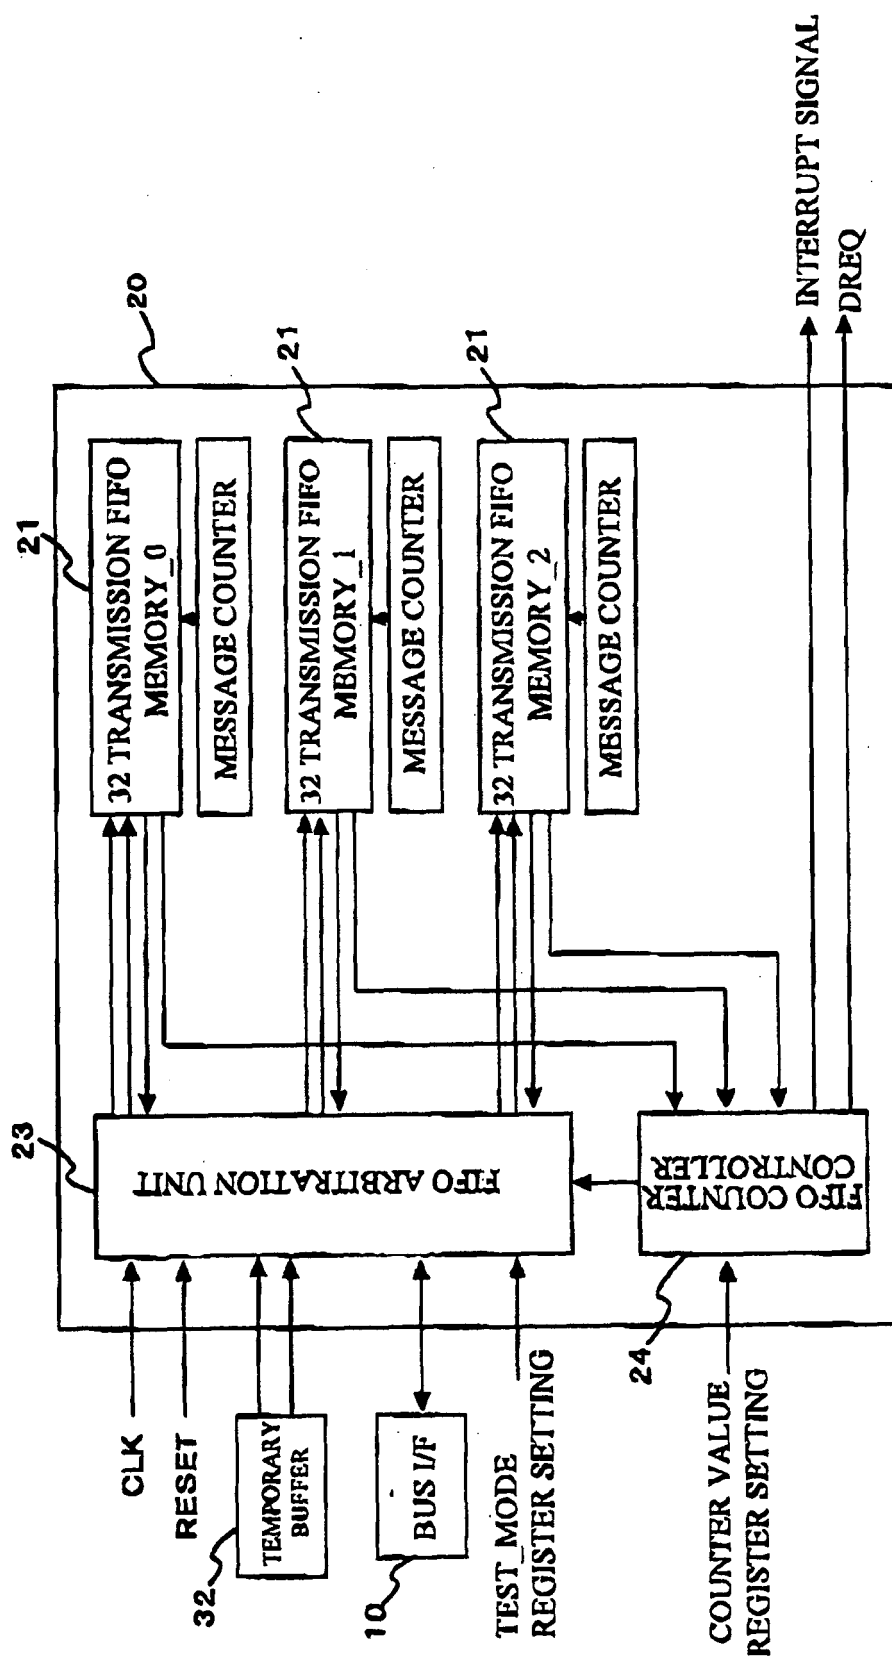 20
21
32 TRANSMISSION FIFO
MEMORY_0
MESSAGE COUNTER
21
32 TRANSMISSION FIFO
MEMORY_1
MESSAGE COUNTER
21
32 TRANSMISSION FIFO
MEMORY_2
MESSAGE COUNTER
INTERRUPT SIGNAL
DREQ
23
FIFO ARBITRATION UNIT
FIFO COUNTER
CONTROLLER
24
CLK
RESET
TEMPORARY
BUFFER
32
BUS I/F
10
TEST_MODE
REGISTER SETTING
COUNTER VALUE
REGISTER SETTING